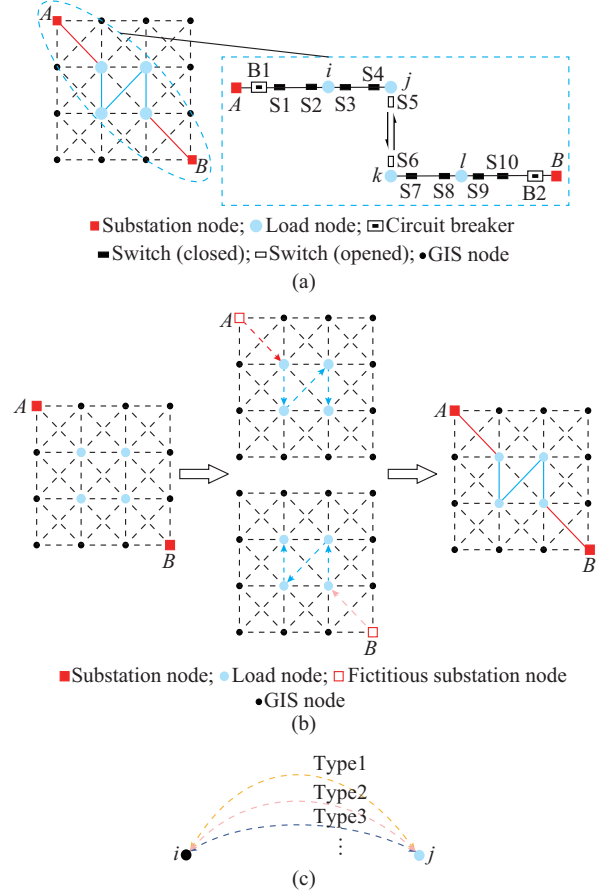 A
i
j
S4
B1
A
S1
S2
S3
S5
S6
k
l
S10
B
S7
S8
S9
B2
B
Substation node; Load node; Circuit breaker
Switch (closed); Switch (opened); GIS node
(a)
A
A
A
B
B
B
Substation node; Load node; Fictitious substation node
GIS node
(b)
Type1
Type2
Type3
⋮
i
j
(c)